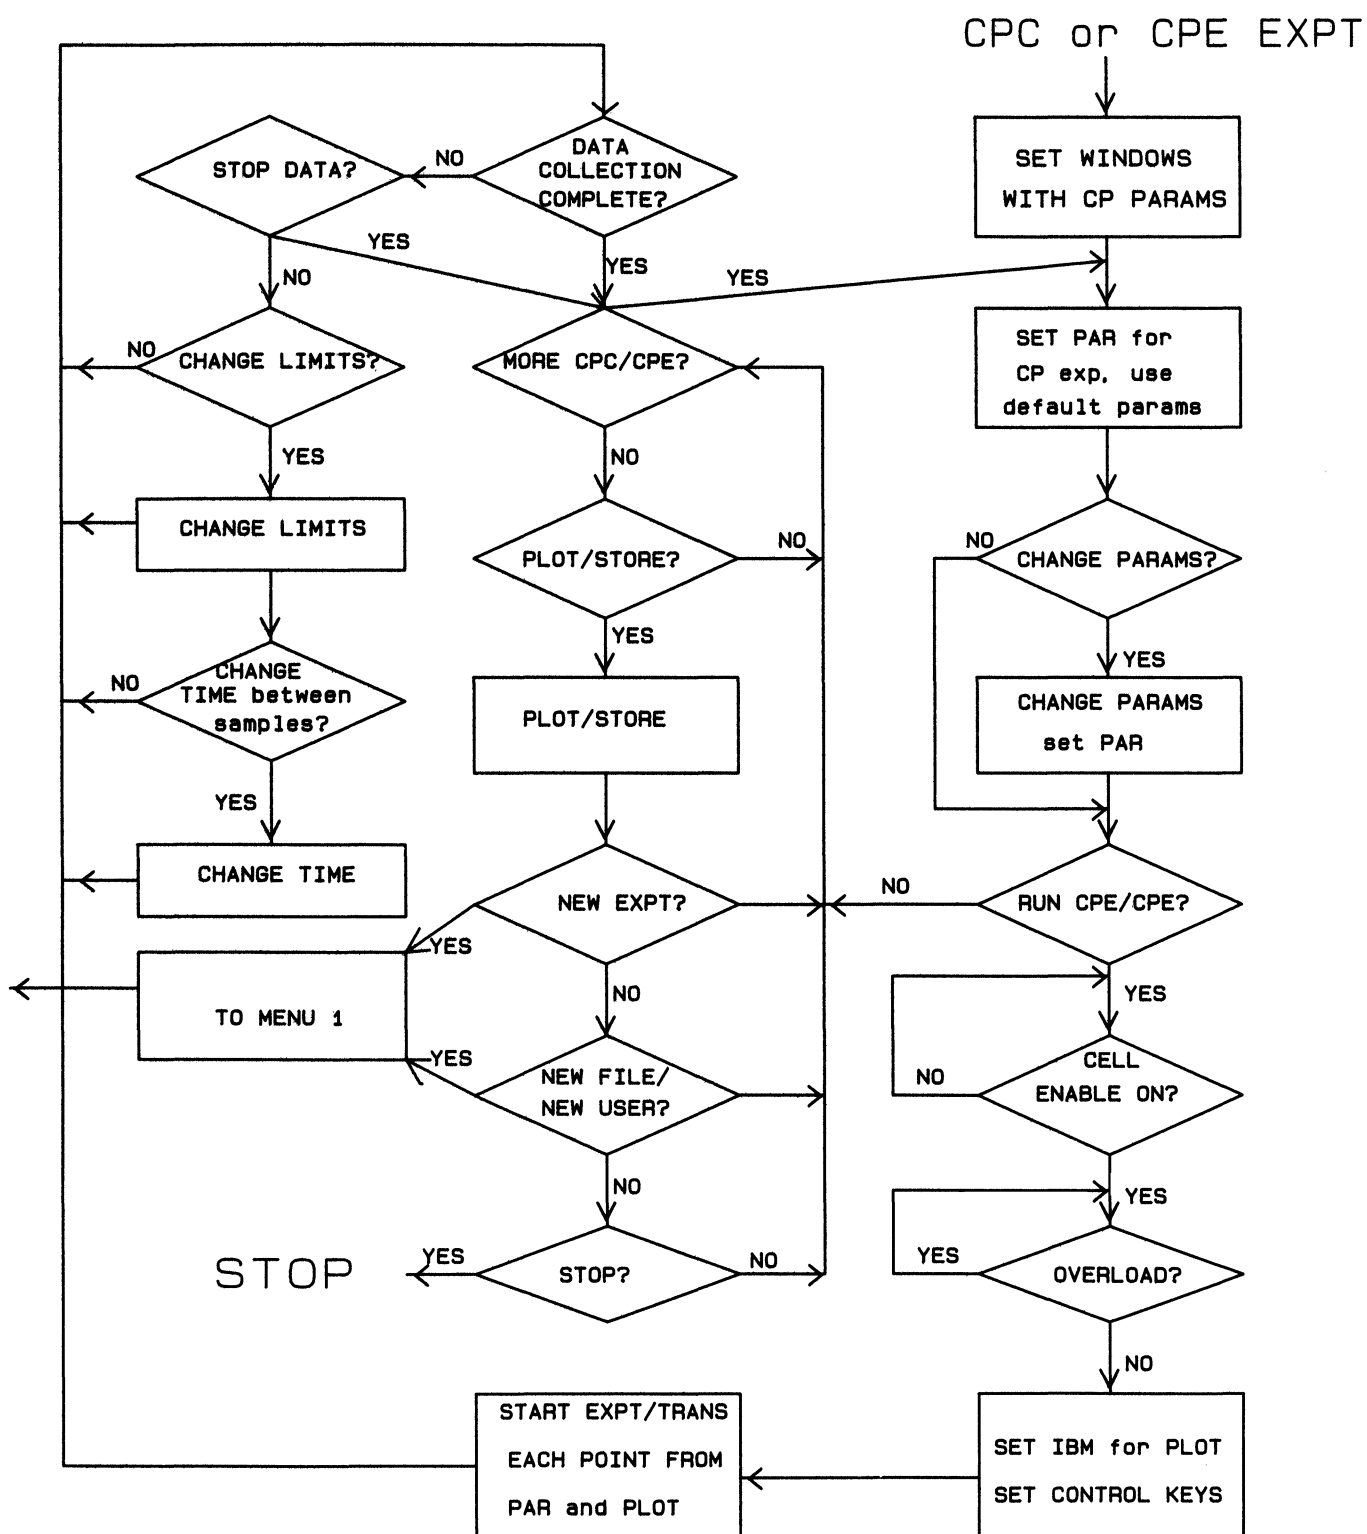 CPC or CPE EXPT
SET WINDOWS
WITH CP PARAMS
DATA
COLLECTION
COMPLETE?
NO
STOP DATA?
YES
NO
YES
YES
SET PAR for
CP exp. use
default params
NO
CHANGE LIMITS?
MORE CPC/CPE?
YES
NO
CHANGE LIMITS
PLOT/STORE?
NO
NO
CHANGE PARAMS?
YES
YES
NO
CHANGE
TIME between
samples?
PLOT/STORE
CHANGE PARAMS
set PAR
YES
CHANGE TIME
NEW EXPT?
NO
RUN CPE/CPE?
YES
TO MENU 1
NO
YES
YES
NEW FILE/
NEW USER?
NO
CELL
ENABLE ON?
NO
YES
STOP
YES
STOP?
NO
YES
OVERLOAD?
NO
START EXPT/TRANS
EACH POINT FROM
PAR and PLOT
SET IBM for PLOT
SET CONTROL KEYS